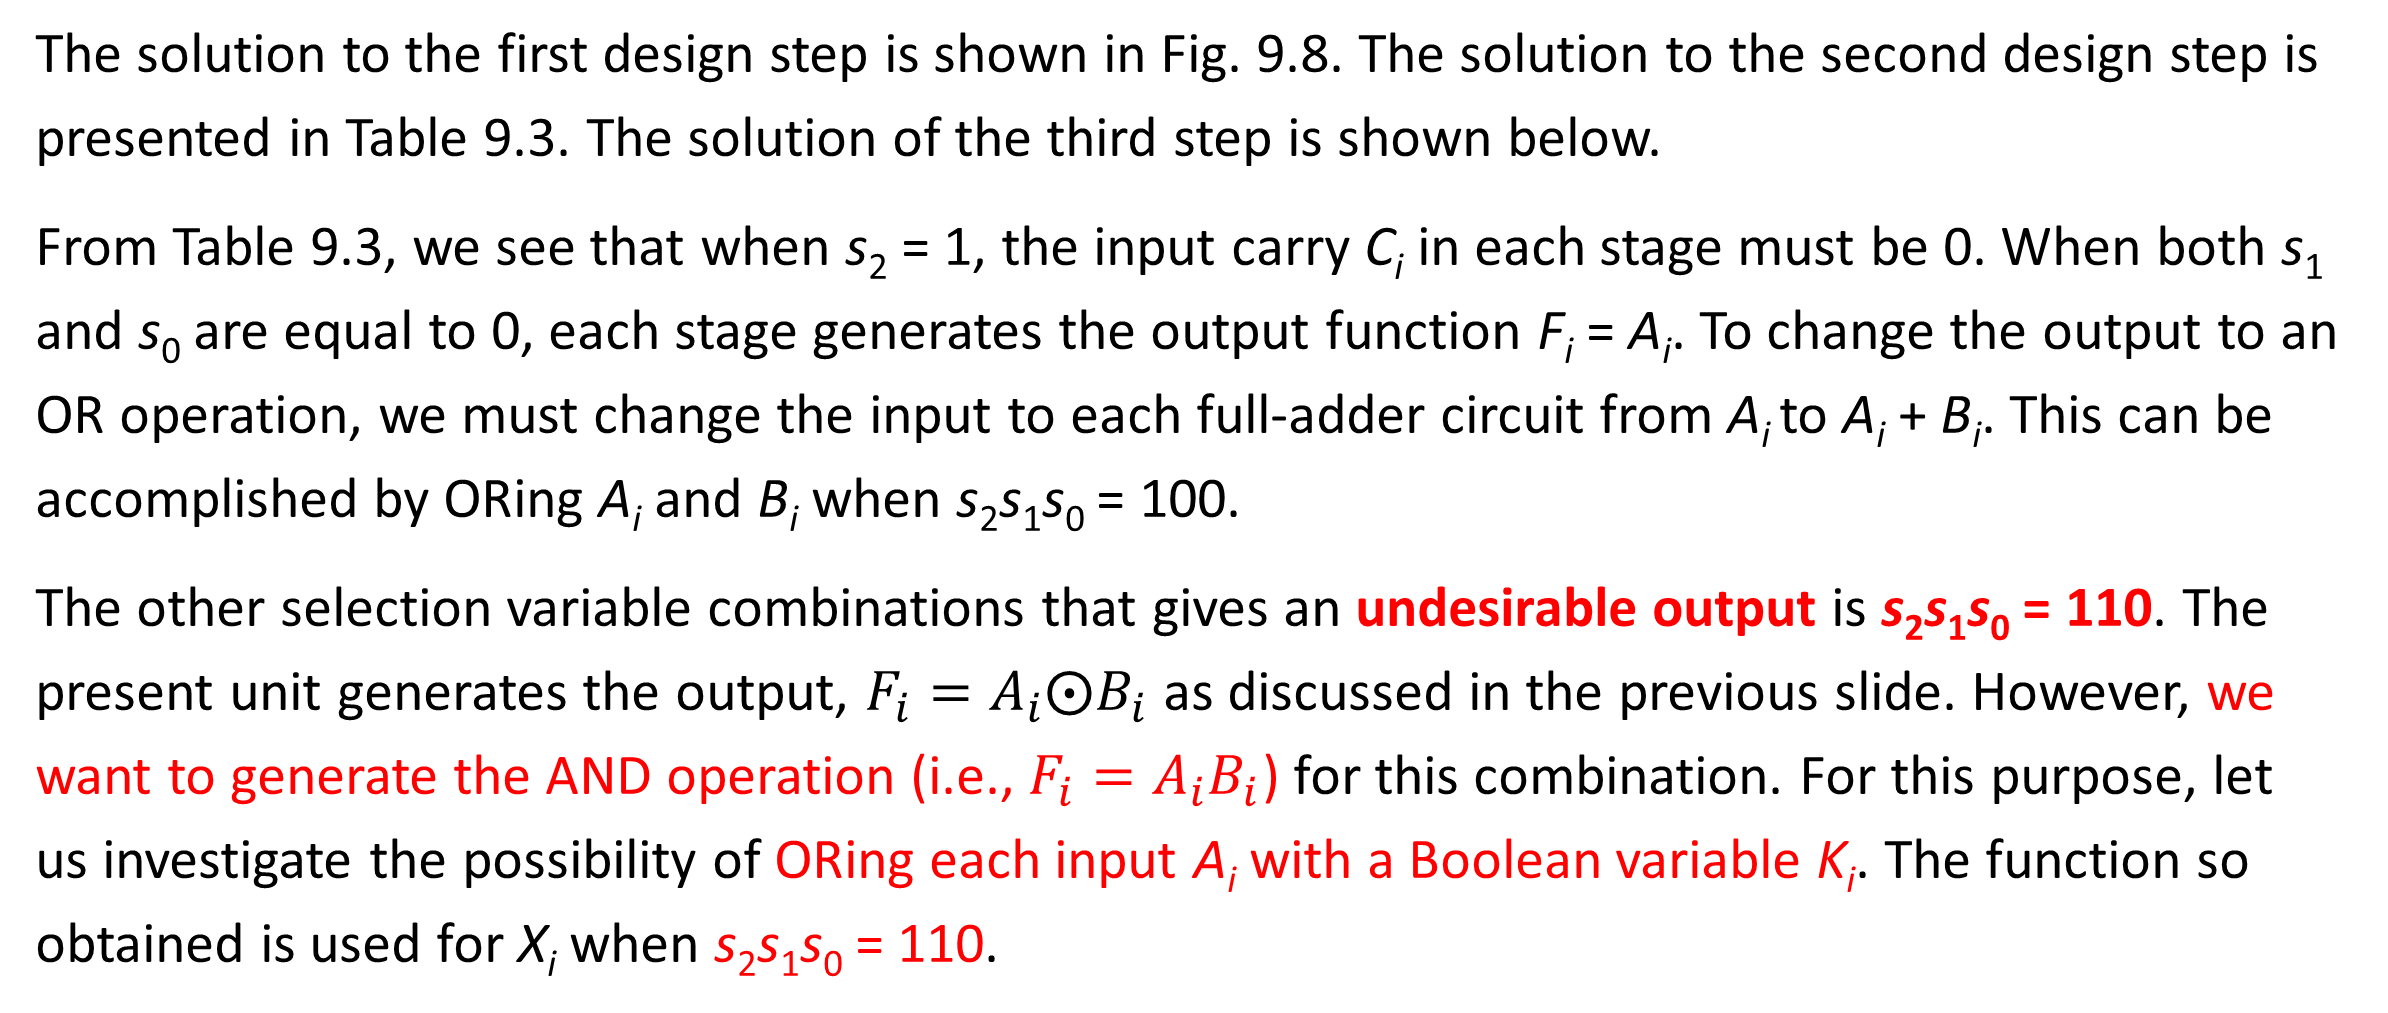 The solution to the first design step is shown in Fig. 9.8. The solution to the second design step is
presented in Table 9.3. The solution of the third step is shown below.
From Table 9.3, we see that when s₂ = 1, the input carry Cᵢ in each stage must be 0. When both s₁
and s₀ are equal to 0, each stage generates the output function Fᵢ = Aᵢ. To change the output to an
OR operation, we must change the input to each full-adder circuit from Aᵢ to Aᵢ + Bᵢ. This can be
accomplished by ORing Aᵢ and Bᵢ when s₂s₁s₀ = 100.
The other selection variable combinations that gives an undesirable output is s₂s₁s₀ = 110. The
present unit generates the output, Fᵢ = Aᵢ⊙Bᵢ as discussed in the previous slide. However, we
want to generate the AND operation (i.e., Fᵢ = AᵢBᵢ) for this combination. For this purpose, let
us investigate the possibility of ORing each input Aᵢ with a Boolean variable Kᵢ. The function so
obtained is used for Xᵢ when s₂s₁s₀ = 110.